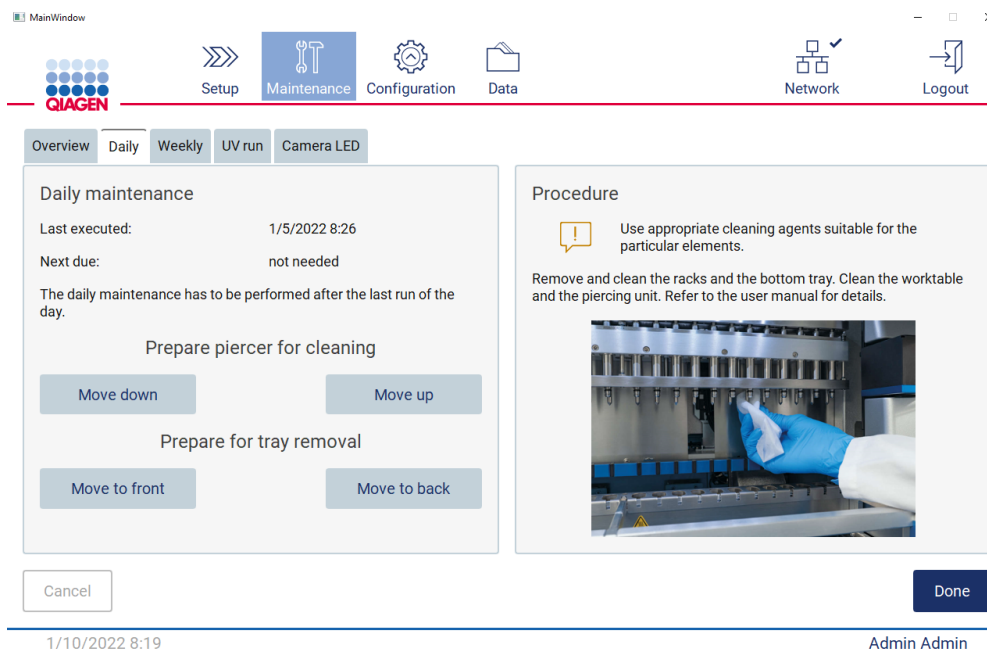 MainWindow
QIAGEN
Setup
Maintenance
Configuration
Data
Network
Logout
Overview
Daily
Weekly
UV run
Camera LED
Daily maintenance
Last executed: 1/5/2022 8:26
Next due: not needed
The daily maintenance has to be performed after the last run of the
day.
Prepare piercer for cleaning
Move down
Move up
Prepare for tray removal
Move to front
Move to back
Procedure
!
Use appropriate cleaning agents suitable for the
particular elements.
Remove and clean the racks and the bottom tray. Clean the worktable
and the piercing unit. Refer to the user manual for details.
Cancel
Done
1/10/2022 8:19
Admin Admin